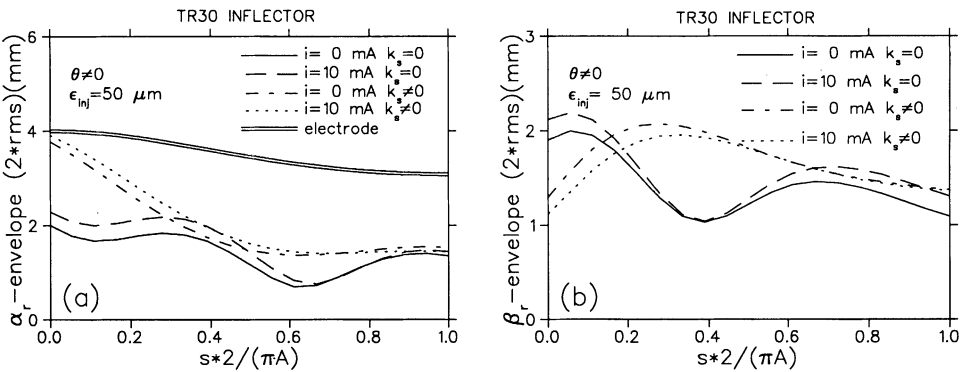 TR30 INFLECTOR
α_r−envelope (2*rms)(mm)
6
4
2
0
θ≠0
ϵ_inj=50 μm
i= 0 mA k_s=0
i=10 mA k_s=0
i= 0 mA k_s≠0
i=10 mA k_s≠0
electrode
(a)
0.0 0.2 0.4 0.6 0.8 1.0
s*2/(πA)
TR30 INFLECTOR
β_r−envelope (2*rms)(mm)
3
2
1
0
θ≠0
ϵ_inj= 50 μm
i= 0 mA k_s=0
i=10 mA k_s=0
i= 0 mA k_s≠0
i=10 mA k_s≠0
(b)
0.0 0.2 0.4 0.6 0.8 1.0
s*2/(πA)